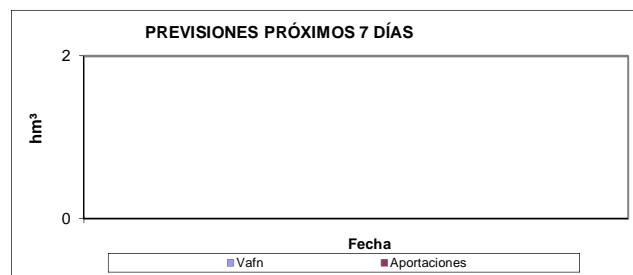 PREVISIONES PRÓXIMOS 7 DÍAS
2
hm³
0
Fecha
Vafn Aportaciones